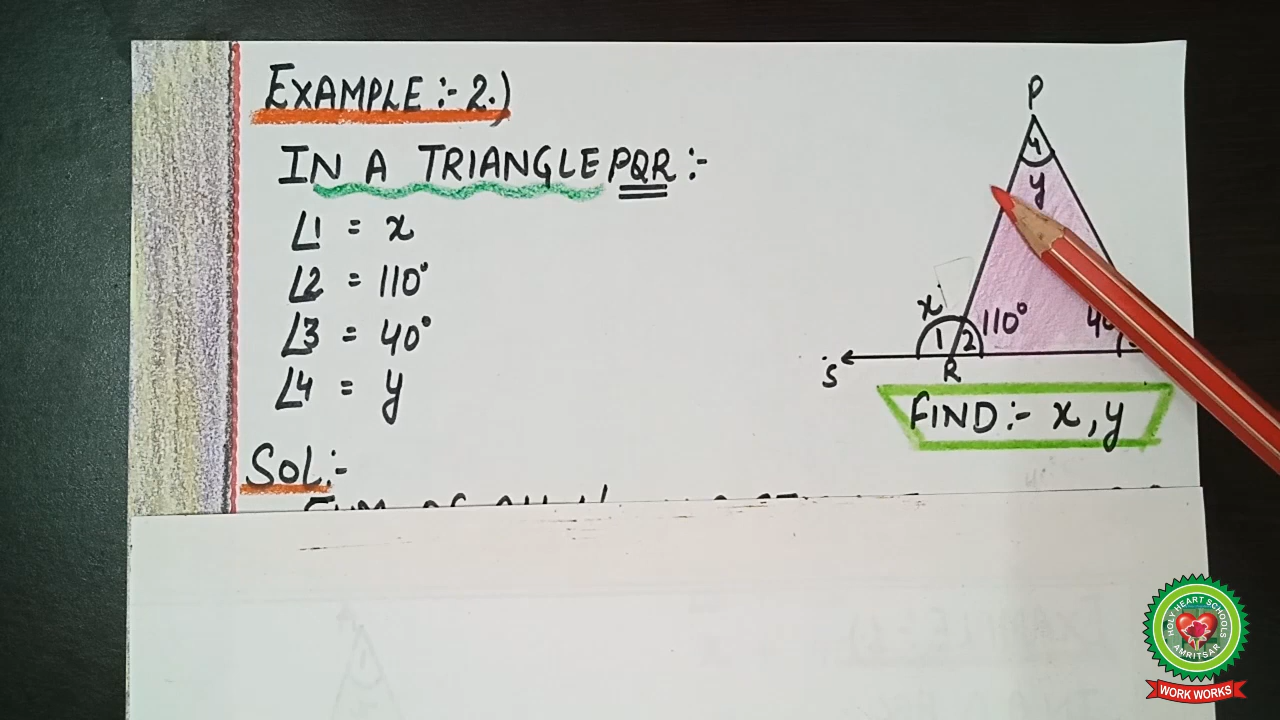 EXAMPLE :- 2.)
IN A TRIANGLE PQR :-
∠1 = x
∠2 = 110°
∠3 = 40°
∠4 = y
SOL:-
P
4
y
x
1
2
110°
40
S
R
FIND:- x, y
HOLY HEART SCHOOLS
AMRITSAR
WORK WORKS